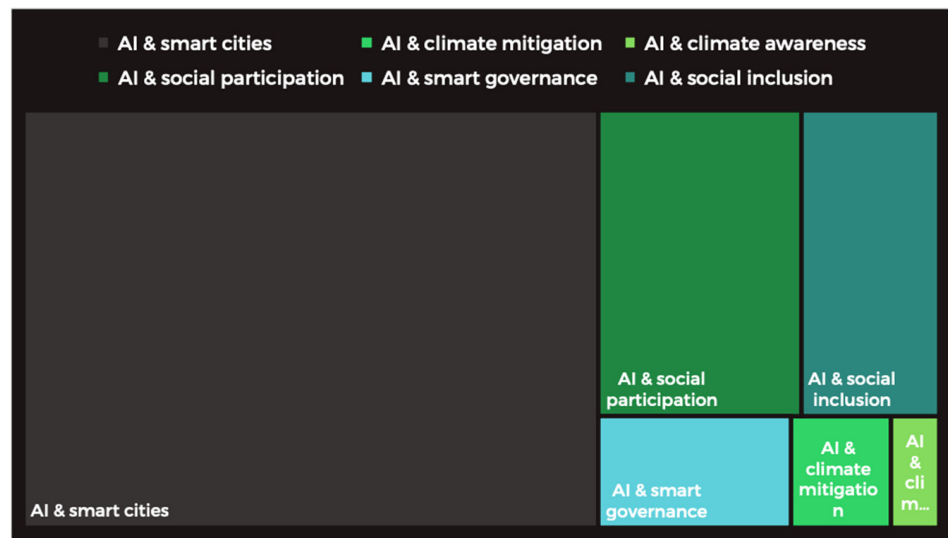 AI & smart cities
AI & climate mitigation
AI & climate awareness
AI & social participation
AI & smart governance
AI & social inclusion
AI & social
participation
AI & social
inclusion
AI & smart cities
AI & smart
governance
AI &
climate
mitigatio
n
AI
&
cli
m...